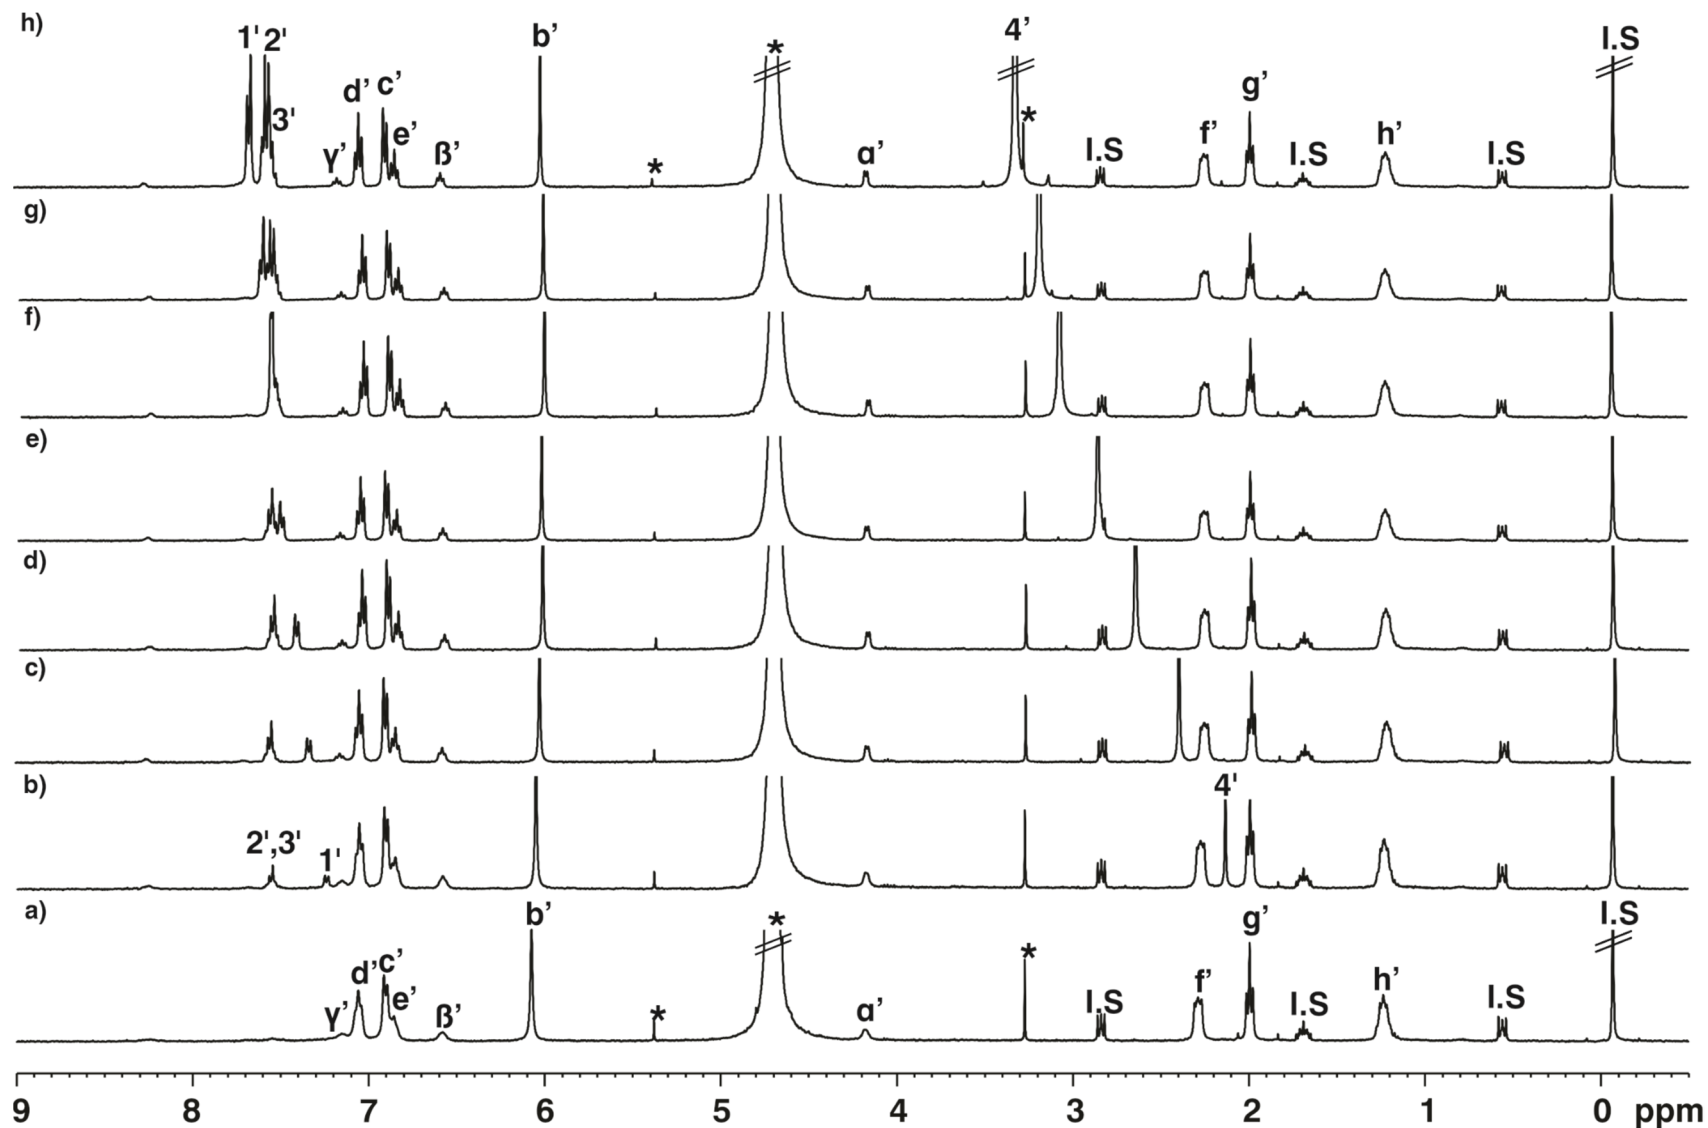 h)
1' 2' 3' γ’ d’ c’ e’ ß’ b’ * * α’ 4’ * I.S f’ g’ I.S h’ I.S I.S
g)
f)
e)
d)
c)
b)
2',3' 1' 4'
a)
γ’ d’ c’ e’ ß’ b’ * * α’ * I.S f’ g’ I.S h’ I.S I.S
9 8 7 6 5 4 3 2 1 0 ppm